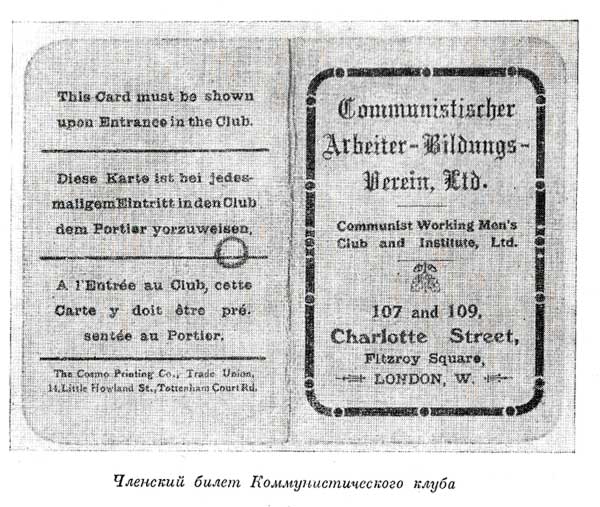 This Card must be shown
upon Entrance in the Club.
Diese Karte ist bei jedes-
maligem Eintritt in den Club
dem Portier vorzuweisen.
A l'Entrée au Club, cette
Carte y doit être pré-
sentée au Portier.
The Cosmo Printing Co., Trade Union,
14, Little Howland St., Tottenham Court Rd.
Communistischer
Arbeiter-Bildungs-
Verein, Ltd.
Communist Working Men's
Club and Institute, Ltd.
107 and 109,
Charlotte Street,
Fitzroy Square,
LONDON, W.
Членский билет Коммунистического клуба